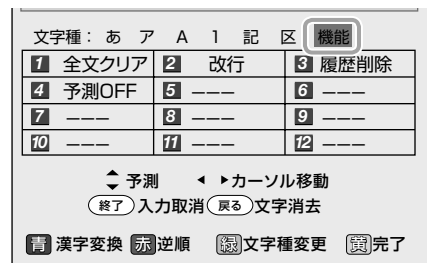 文字種： あ ア A 1 記 区 機能
1 全文クリア 2 改行 3 履歴削除
4 予測OFF 5 −−− 6 −−−
7 −−− 8 −−− 9 −−−
10 −−− 11 −−− 12 −−−
予測 カーソル移動
終了 入力取消 戻る 文字消去
青 漢字変換 赤 逆順 緑 文字種変更 黄 完了